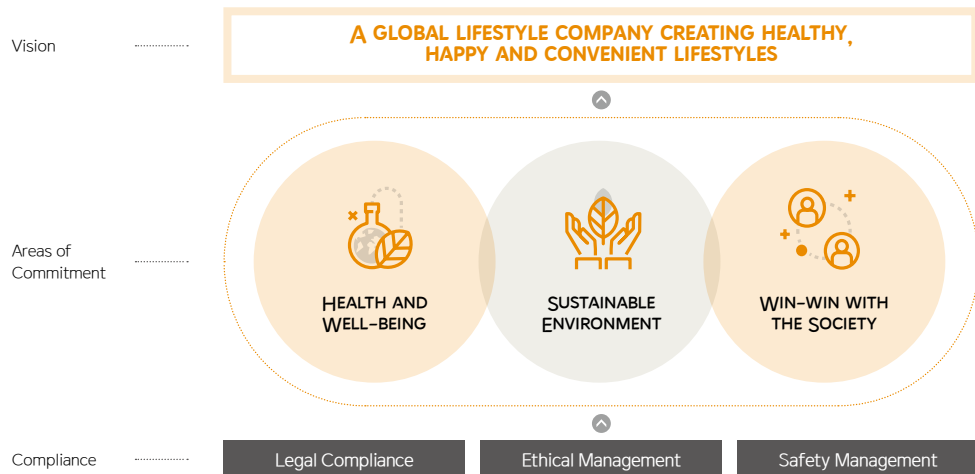 Vision
A GLOBAL LIFESTYLE COMPANY CREATING HEALTHY,
HAPPY AND CONVENIENT LIFESTYLES
Areas of
Commitment
HEALTH AND
WELL-BEING
SUSTAINABLE
ENVIRONMENT
WIN-WIN WITH
THE SOCIETY
Compliance
Legal Compliance
Ethical Management
Safety Management